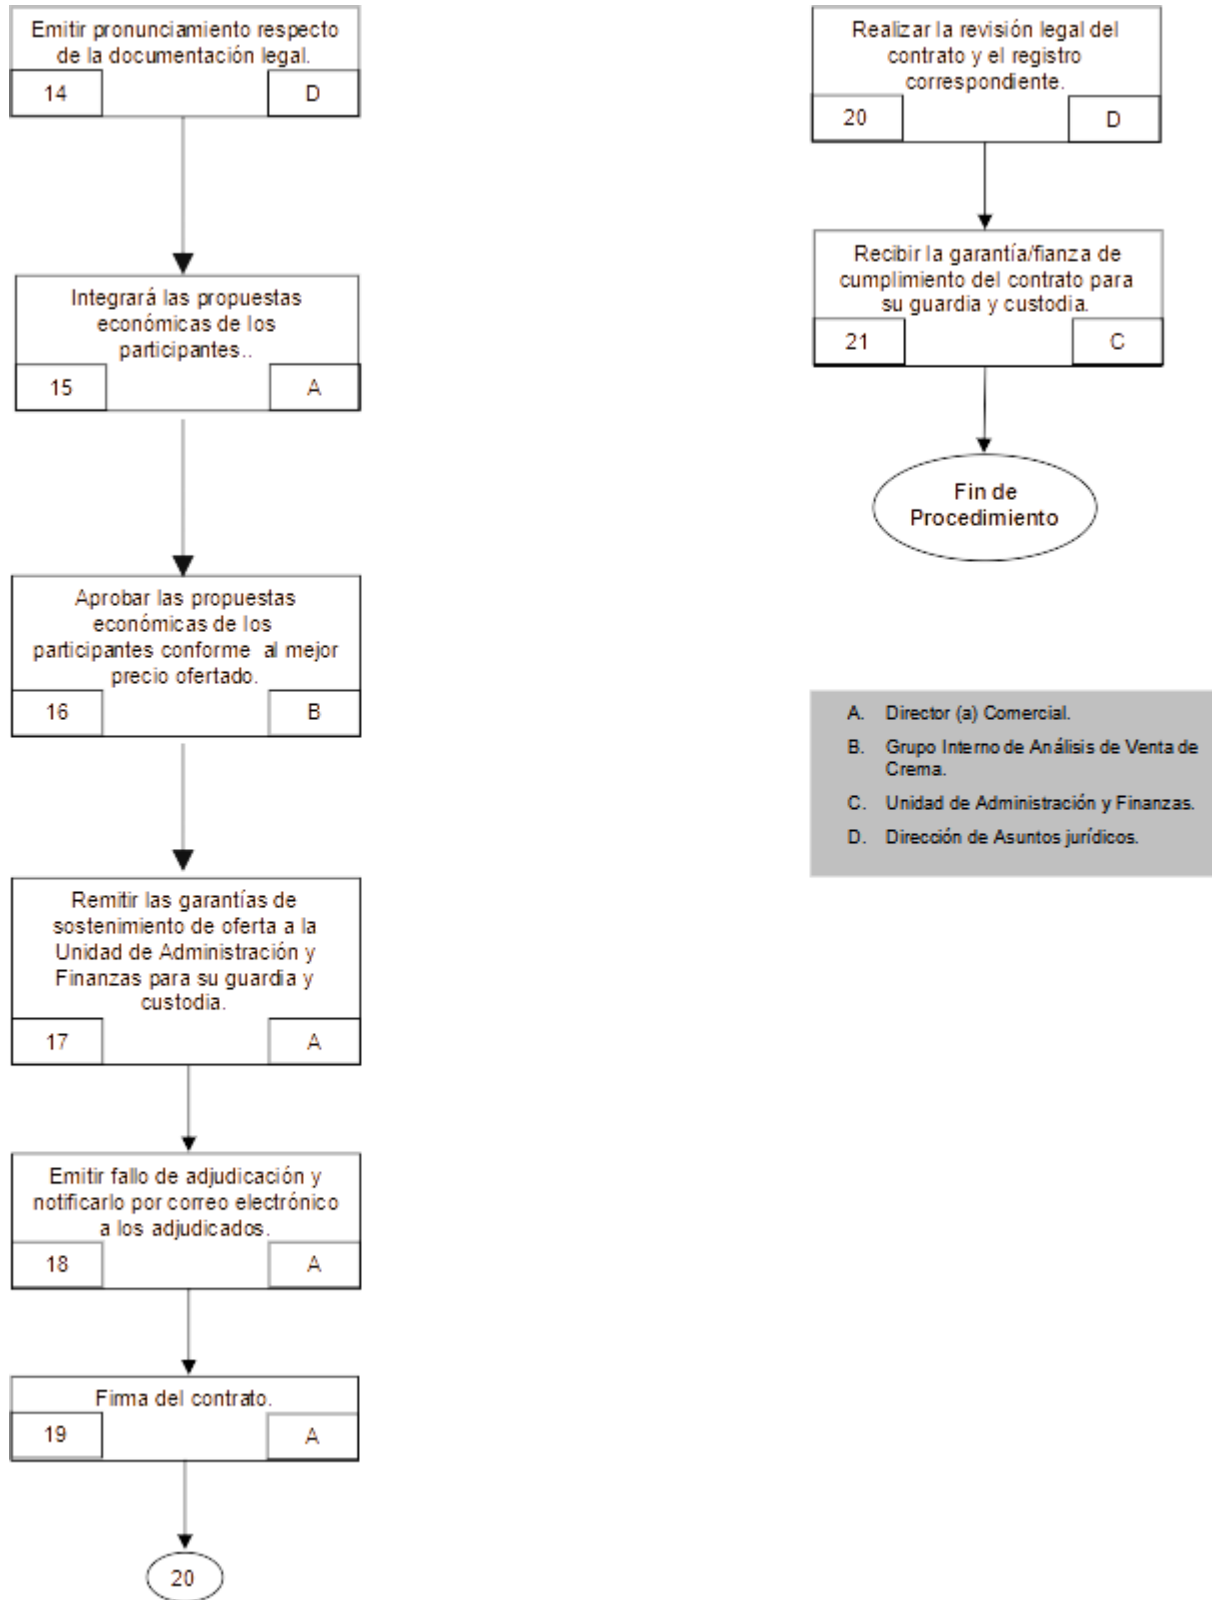 Emitir pronunciamiento respecto
de la documentación legal.
14
D
Integrará las propuestas
económicas de los
participantes..
15
A
Aprobar las propuestas
económicas de los
participantes conforme al mejor
precio ofertado.
16
B
Remitir las garantías de
sostenimiento de oferta a la
Unidad de Administración y
Finanzas para su guardia y
custodia.
17
A
Emitir fallo de adjudicación y
notificarlo por correo electrónico
a los adjudicados.
18
A
Firma del contrato.
19
A
20
Realizar la revisión legal del
contrato y el registro
correspondiente.
20
D
Recibir la garantía/fianza de
cumplimiento del contrato para
su guardia y custodia.
21
C
Fin de
Procedimiento
A. Director (a) Comercial.
B. Grupo Interno de Análisis de Venta de
Crema.
C. Unidad de Administración y Finanzas.
D. Dirección de Asuntos jurídicos.